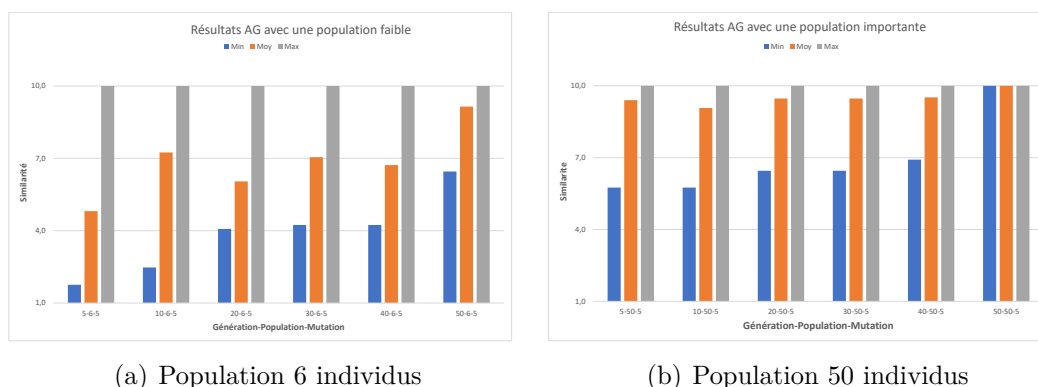 Résultats AG avec une population faible
Min Moy Max
10,0
7,0
4,0
1,0
Similarité
5-6-5 10-6-5 20-6-5 30-6-5 40-6-5 50-6-5
Génération-Population-Mutation
(a) Population 6 individus
Résultats AG avec une population importante
Min Moy Max
10,0
7,0
4,0
1,0
Similarite
5-50-5 10-50-5 20-50-5 30-50-5 40-50-5 50-50-5
Génération-Population-Mutation
(b) Population 50 individus